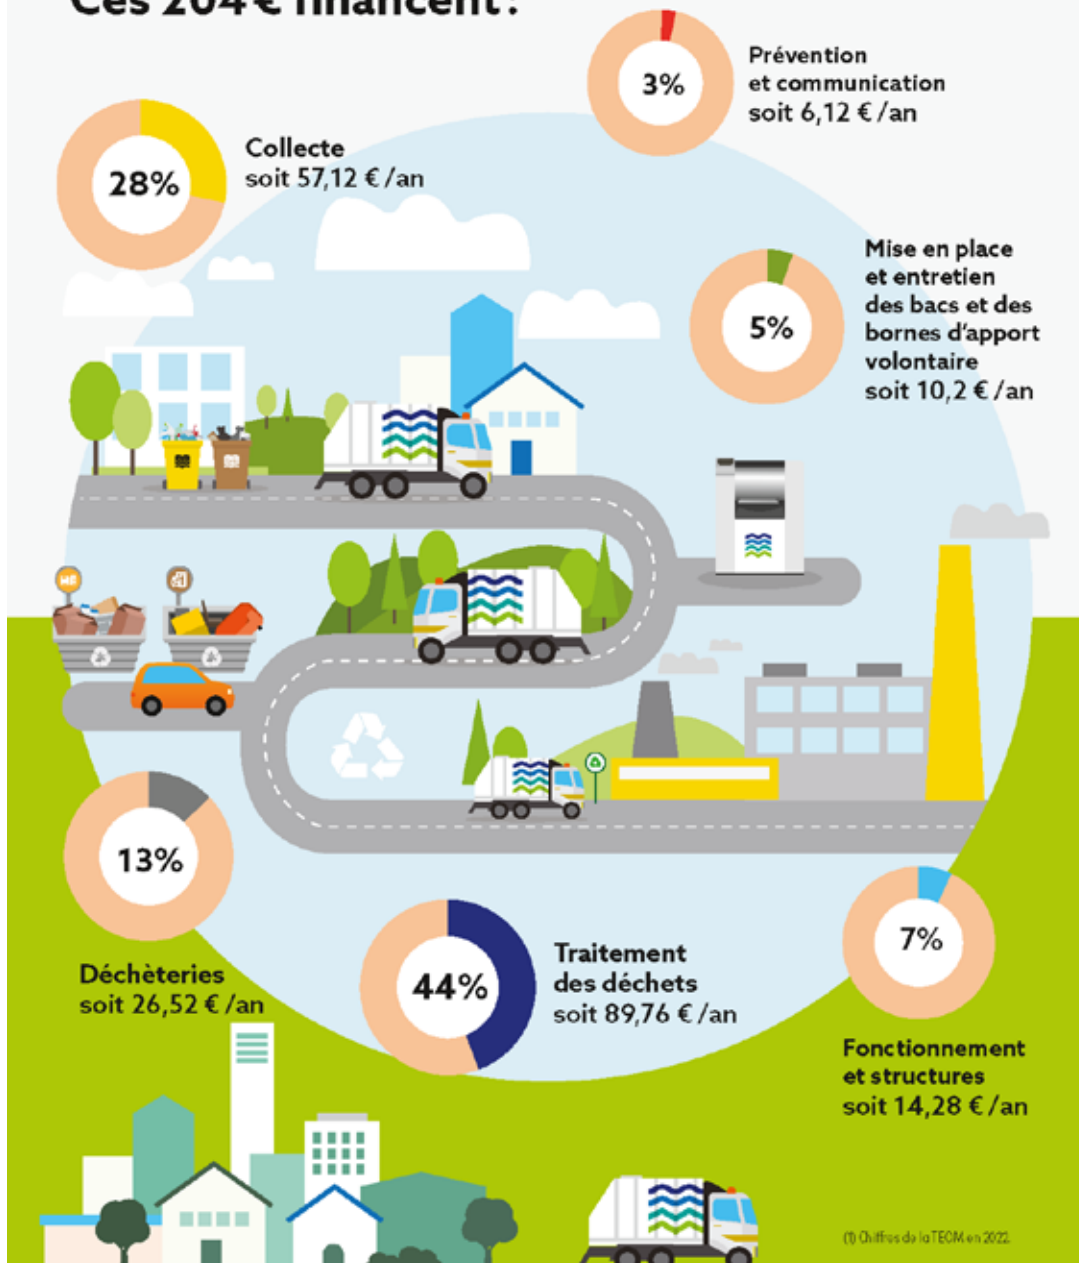 Ces 204 € financent :
3%
Prévention
et communication
soit 6,12 € /an
28%
Collecte
soit 57,12 € /an
5%
Mise en place
et entretien
des bacs et des
bornes d'apport
volontaire
soit 10,2 € /an
13%
Déchèteries
soit 26,52 € /an
44%
Traitement
des déchets
soit 89,76 € /an
7%
Fonctionnement
et structures
soit 14,28 € /an
(1) Chiffres de la TEOM en 2022